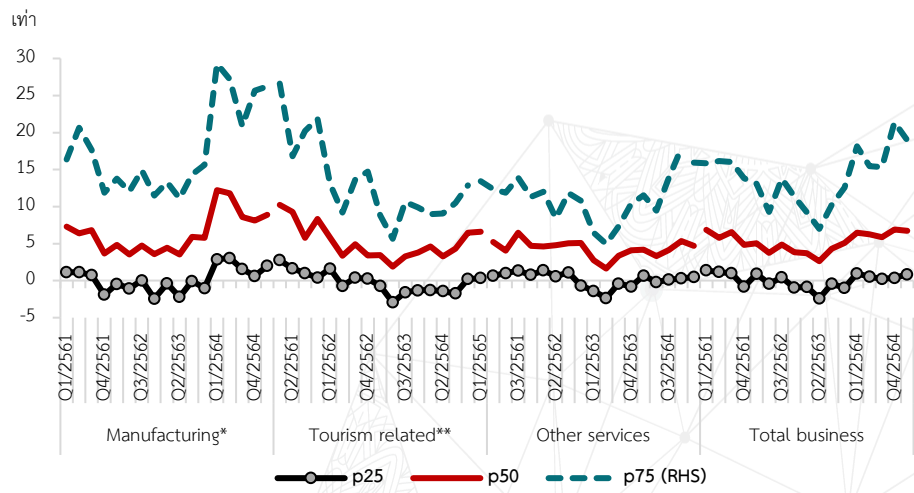 เท่า
30
25
20
15
10
5
0
-5
Q1/2561
Q4/2561
Q3/2562
Q2/2563
Q1/2564
Q4/2564
Q2/2561
Q1/2562
Q4/2562
Q3/2563
Q2/2564
Q1/2565
Q3/2561
Q2/2562
Q1/2563
Q4/2563
Q3/2564
Q1/2561
Q4/2561
Q3/2562
Q2/2563
Q1/2564
Q4/2564
Manufacturing* Tourism related** Other services Total business
p25 p50 p75 (RHS)